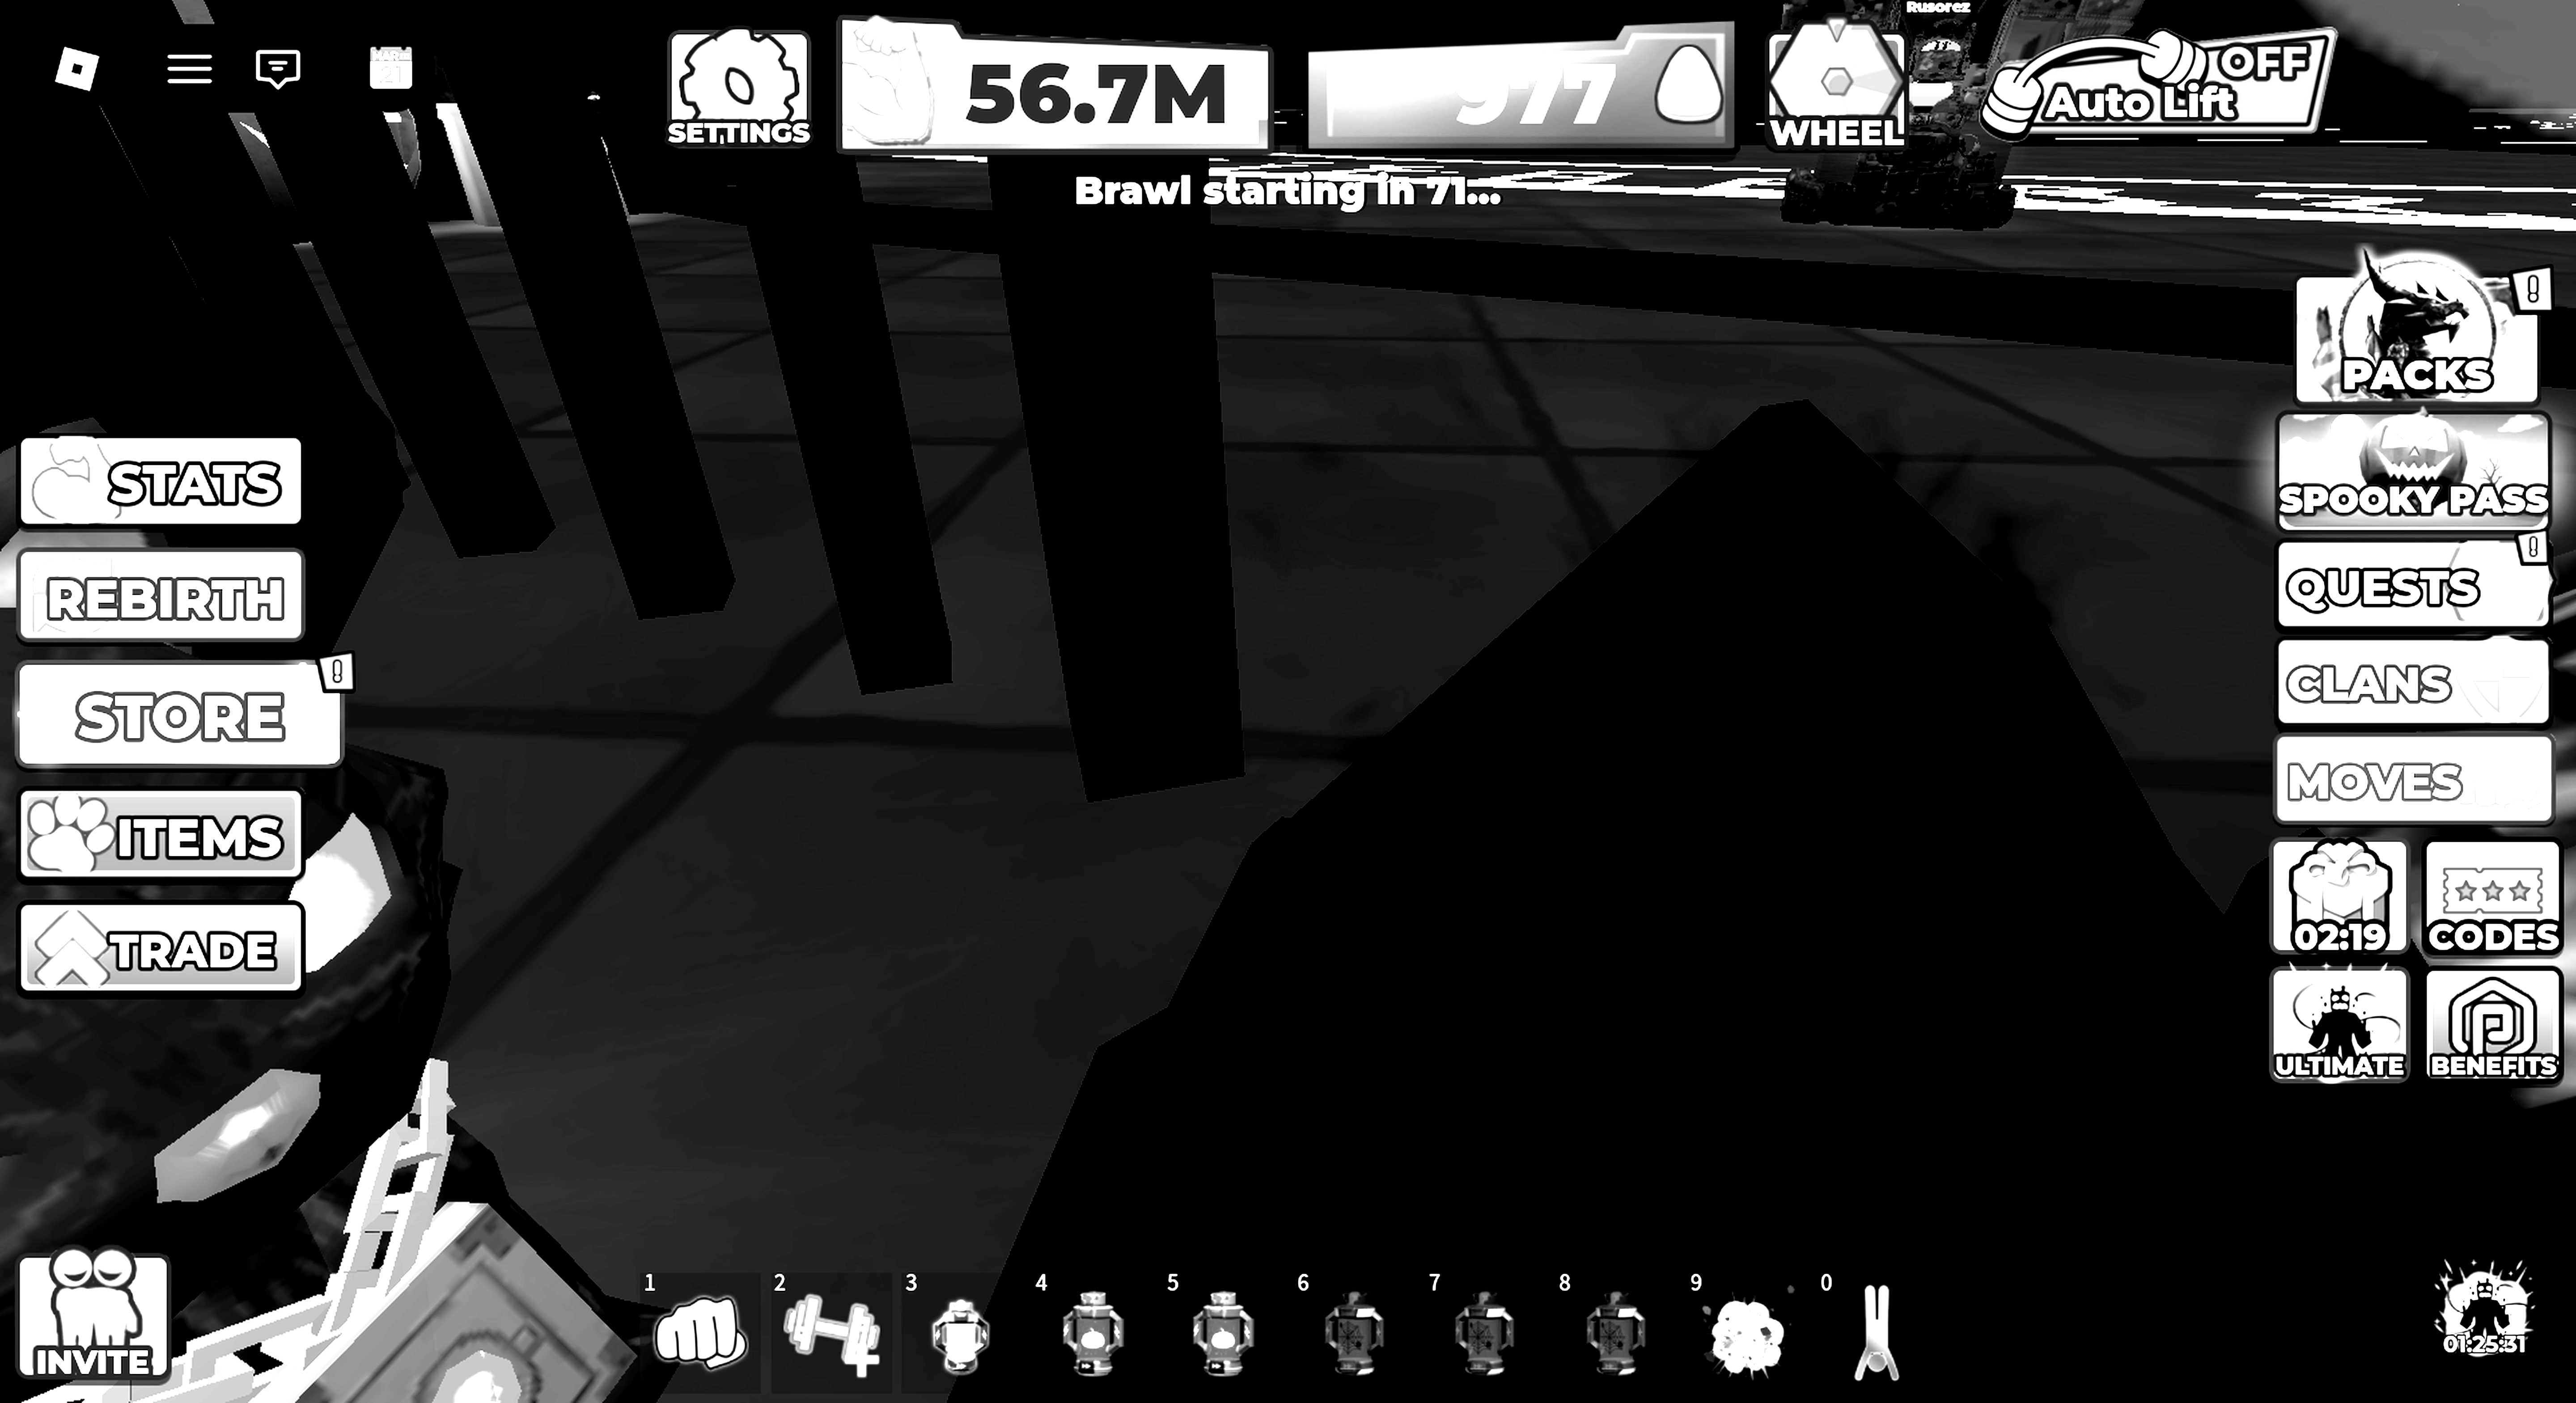 Rusorez
SETTINGS
56.7M
977
WHEEL
OFF
Auto Lift
Brawl starting in 71...
PACKS
SPOOKY PASS
QUESTS
CLANS
MOVES
02:19
CODES
ULTIMATE
BENEFITS
STATS
REBIRTH
STORE
ITEMS
TRADE
INVITE
1
2
3
4
5
6
7
8
9
0
01:25:31